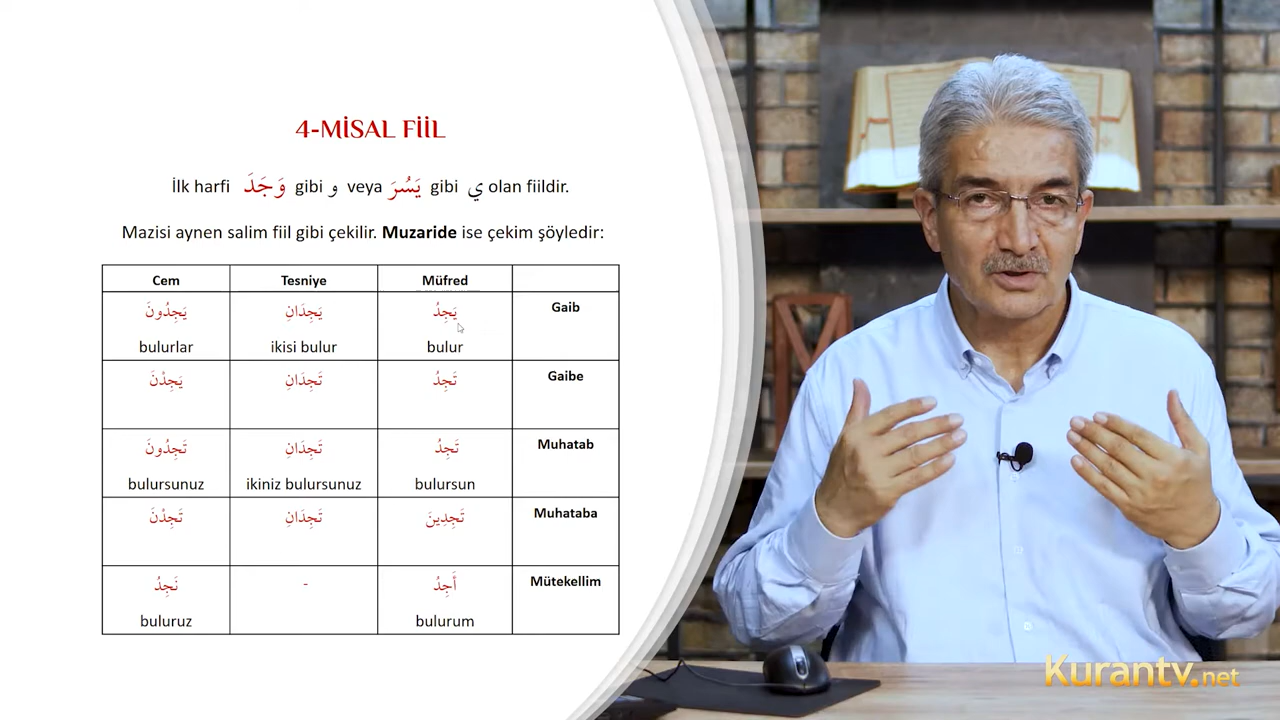 4-MİSAL FİİL
İlk harfi وَجَدَ gibi و veya يَسُرَ gibi ي olan fiildir.
Mazisi aynen salim fiil gibi çekilir. Muzaride ise çekim şöyledir:
Cem Tesniye Müfred
يَجِدُونَ يَجِدَانِ يَجِدُ Gaib
bulurlar ikisi bulur bulur
يَجِدْنَ تَجِدَانِ تَجِدُ Gaibe
تَجِدُونَ تَجِدَانِ تَجِدُ Muhatab
bulursunuz ikiniz bulursunuz bulursun
تَجِدْنَ تَجِدَانِ تَجِدِينَ Muhataba
نَجِدُ - أَجِدُ Mütekellim
buluruz bulurum
Kurantv.net